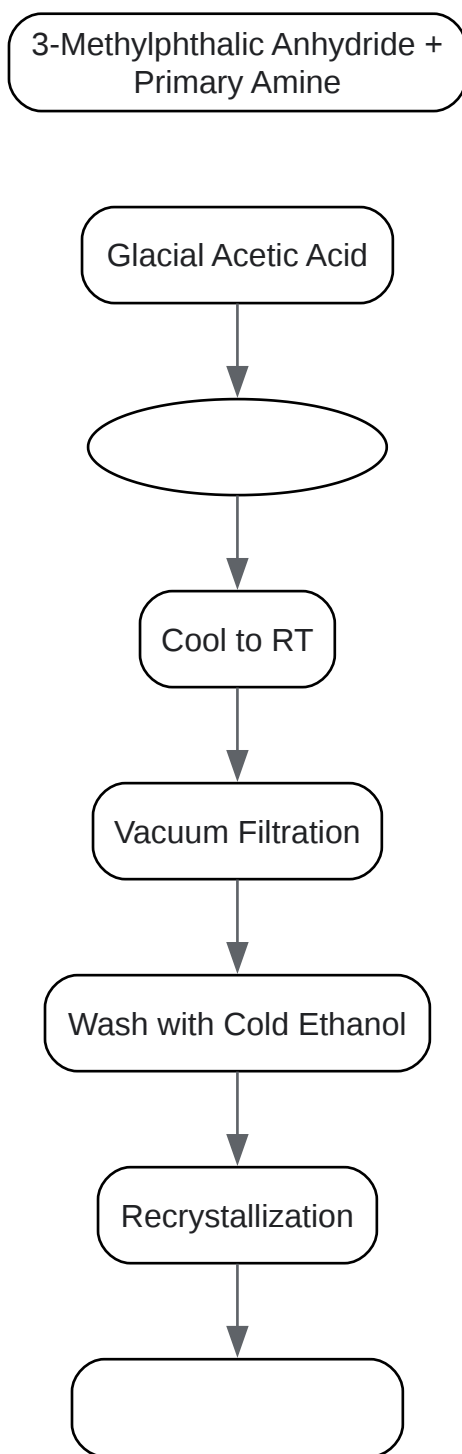 3-Methylphthalic Anhydride +
Primary Amine
Glacial Acetic Acid
Cool to RT
Vacuum Filtration
Wash with Cold Ethanol
Recrystallization